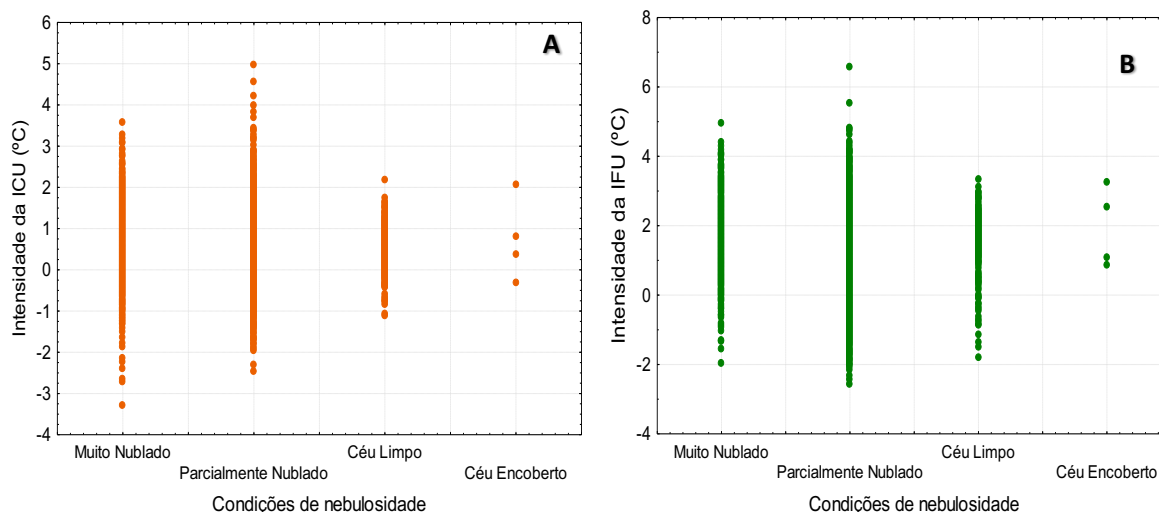 A
Intensidade da ICU (ºC)
6
5
4
3
2
1
0
-1
-2
-3
-4
Muito Nublado
Céu Limpo
Parcialmente Nublado
Céu Encoberto
Condições de nebulosidade
B
Intensidade da IFU (ºC)
8
6
4
2
0
-2
-4
Muito Nublado
Céu Limpo
Parcialmente Nublado
Céu Encoberto
Condições de nebulosidade